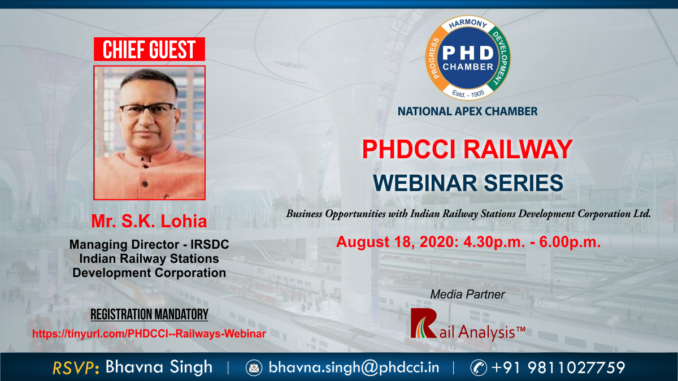 CHIEF GUEST
Mr. S.K. Lohia
Managing Director - IRSDC
Indian Railway Stations
Development Corporation
REGISTRATION MANDATORY
https://tinyurl.com/PHDCCI--Railways-Webinar
HARMONY
PROGRESS
DEVELOPMENT
PHD
CHAMBER
Estd. - 1905
NATIONAL APEX CHAMBER
PHDCCI RAILWAY
WEBINAR SERIES
Business Opportunities with Indian Railway Stations Development Corporation Ltd.
August 18, 2020: 4.30p.m. - 6.00p.m.
Media Partner
Rail Analysis™
RSVP: Bhavna Singh | bhavna.singh@phdcci.in | +91 9811027759